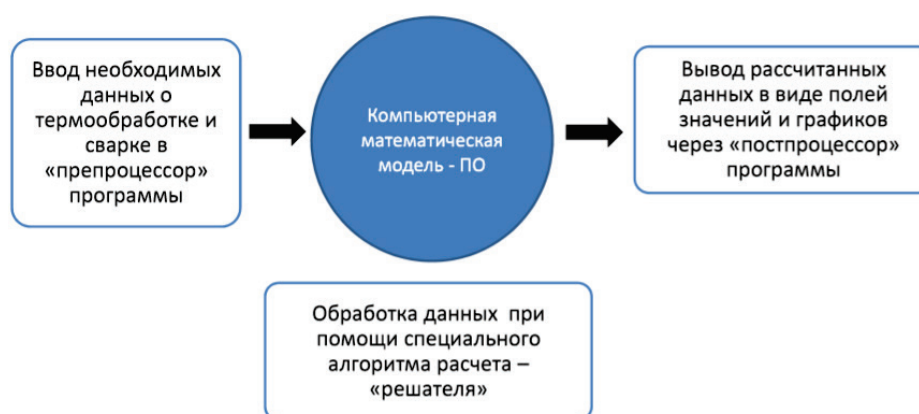 Ввод необходимых
данных о
термообработке и
сварке в
«препроцессор»
программы
Компьютерная
математическая
модель - ПО
Вывод рассчитанных
данных в виде полей
значений и графиков
через «постпроцессор»
программы
Обработка данных при
помощи специального
алгоритма расчета –
«решателя»